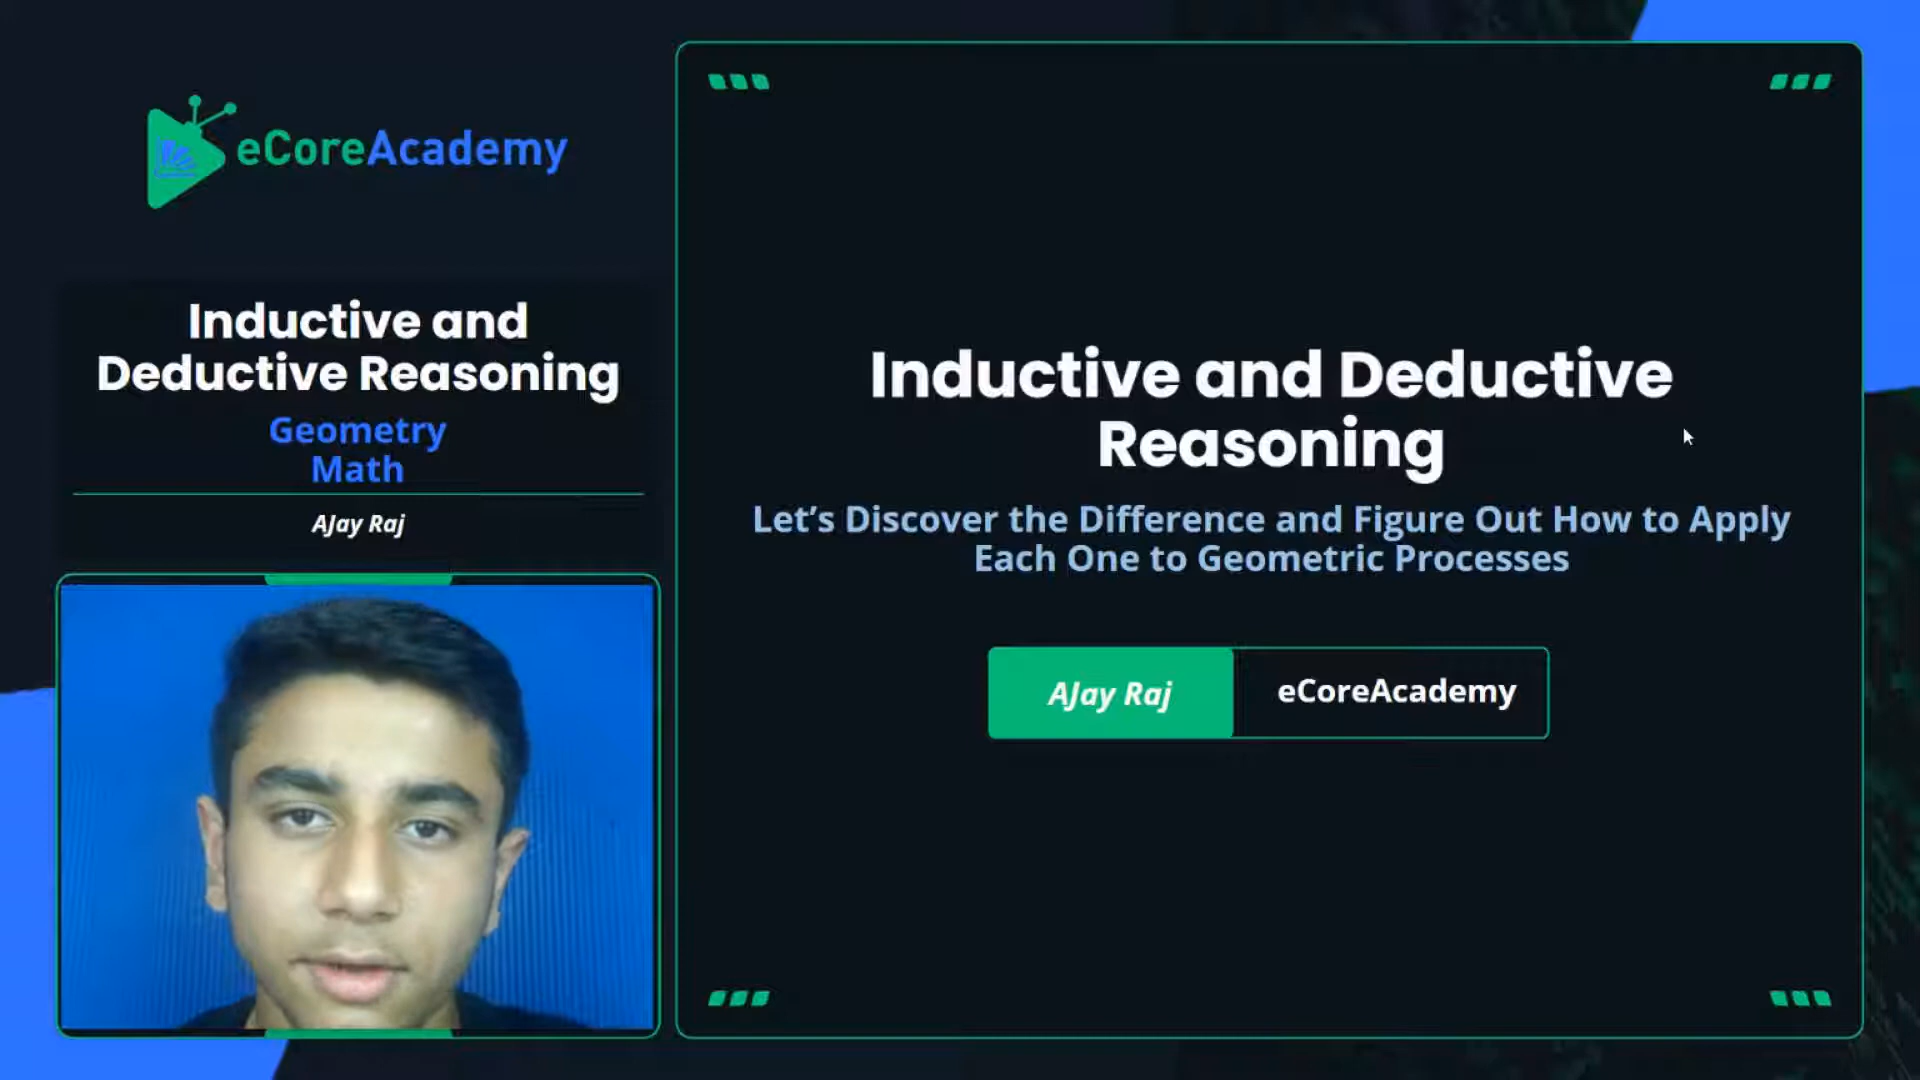 eCoreAcademy
Inductive and
Deductive Reasoning
Geometry
Math
AJay Raj
Inductive and Deductive
Reasoning
Let’s Discover the Difference and Figure Out How to Apply
Each One to Geometric Processes
AJay Raj
eCoreAcademy